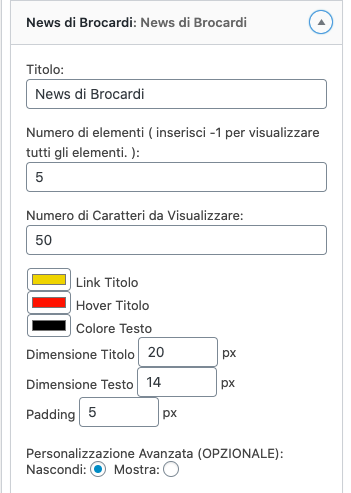 News di Brocardi: News di Brocardi
Titolo:
News di Brocardi
Numero di elementi ( inserisci -1 per visualizzare
tutti gli elementi. ):
5
Numero di Caratteri da Visualizzare:
50
Link Titolo
Hover Titolo
Colore Testo
Dimensione Titolo 20 px
Dimensione Testo 14 px
Padding 5 px
Personalizzazione Avanzata (OPZIONALE):
Nascondi: Mostra: